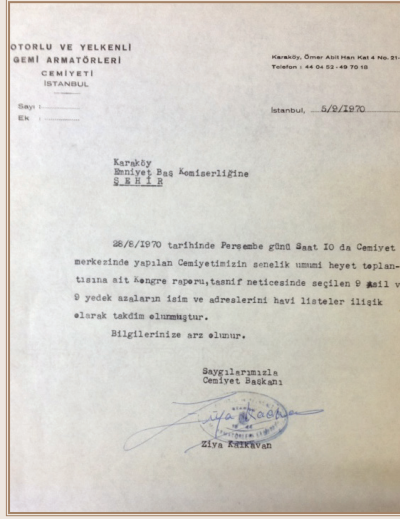 OTORLU VE YELKENLİ
GEMİ ARMATÖRLERİ
CEMİYETİ
İSTANBUL
Sayı :
Ek :
Karaköy, Ömer Abit Han Kat 4 No. 21-
Telefon : 44 04 52 - 49 70 18
İstanbul, 5/9/1970
Karaköy
Emniyet Baş Komiserliğine
ŞEHİR
28/8/1970 tarihinde Perşembe günü Saat 10 da Cemiyet
merkezinde yapılan Cemiyetimizin senelik umumi heyet toplan-
tısına ait Kongre raporu,tasnif neticesinde seçilen 9 Asil v
9 yedek azaların isim ve adreslerini havi listeler ilişik
olarak takdim olunmuştur.
Bilgilerinize arz olunur.
Saygılarımızla
Cemiyet Başkanı
Ziya Kalkavan